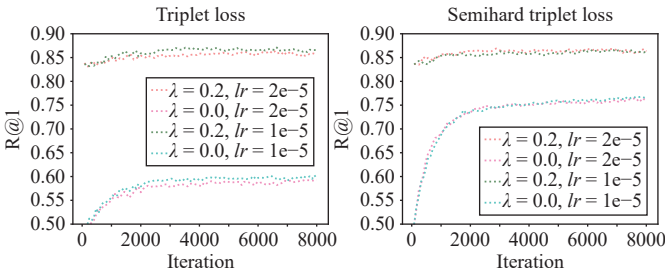 Triplet loss
R@1
0.90
0.85
0.80
0.75
0.70
0.65
0.60
0.55
0.50
λ = 0.2, lr = 2e−5
λ = 0.0, lr = 2e−5
λ = 0.2, lr = 1e−5
λ = 0.0, lr = 1e−5
0 2000 4000 6000 8000
Iteration
Semihard triplet loss
R@1
0.90
0.85
0.80
0.75
0.70
0.65
0.60
0.55
0.50
λ = 0.2, lr = 2e−5
λ = 0.0, lr = 2e−5
λ = 0.2, lr = 1e−5
λ = 0.0, lr = 1e−5
0 2000 4000 6000 8000
Iteration